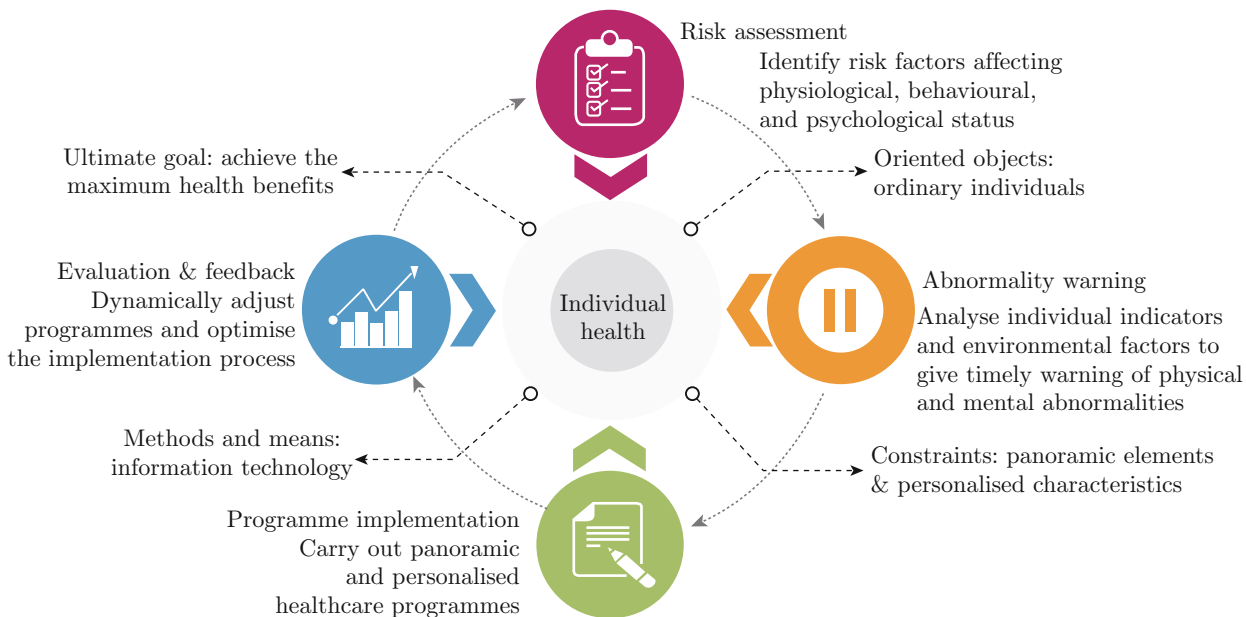 Risk assessment
Identify risk factors affecting
physiological, behavioural,
and psychological status
Ultimate goal: achieve the
maximum health benefits
Oriented objects:
ordinary individuals
Evaluation & feedback
Dynamically adjust
programmes and optimise
the implementation process
Individual
health
Abnormality warning
Analyse individual indicators
and environmental factors to
give timely warning of physical
and mental abnormalities
Methods and means:
information technology
Constraints: panoramic elements
& personalised characteristics
Programme implementation
Carry out panoramic
and personalised
healthcare programmes